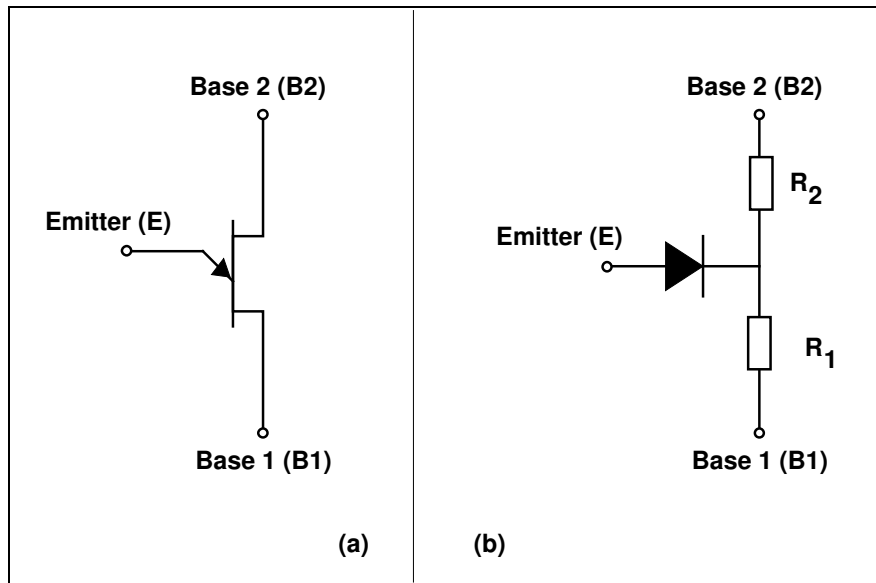 Base 2 (B2)
Emitter (E)
Base 1 (B1)
(a)
Base 2 (B2)
R2
Emitter (E)
R1
Base 1 (B1)
(b)